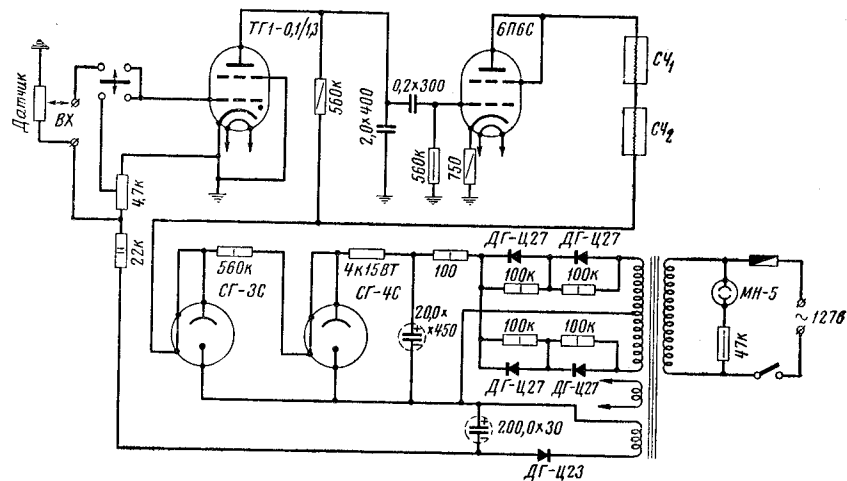 ТГ1-0,1/1,3
6П6С
Датчик
ВХ
560к
2,0×400
0,2×300
560к
750
СЧ₁
СЧ₂
4,7к
22к
560к
СГ-3С
4к15ВТ
СГ-4С
20,0×
×450
100
ДГ-Ц27
ДГ-Ц27
100к
100к
100к
100к
ДГ-Ц27
ДГ-Ц27
МН-5
47к
~
127в
200,0×30
ДГ-Ц23